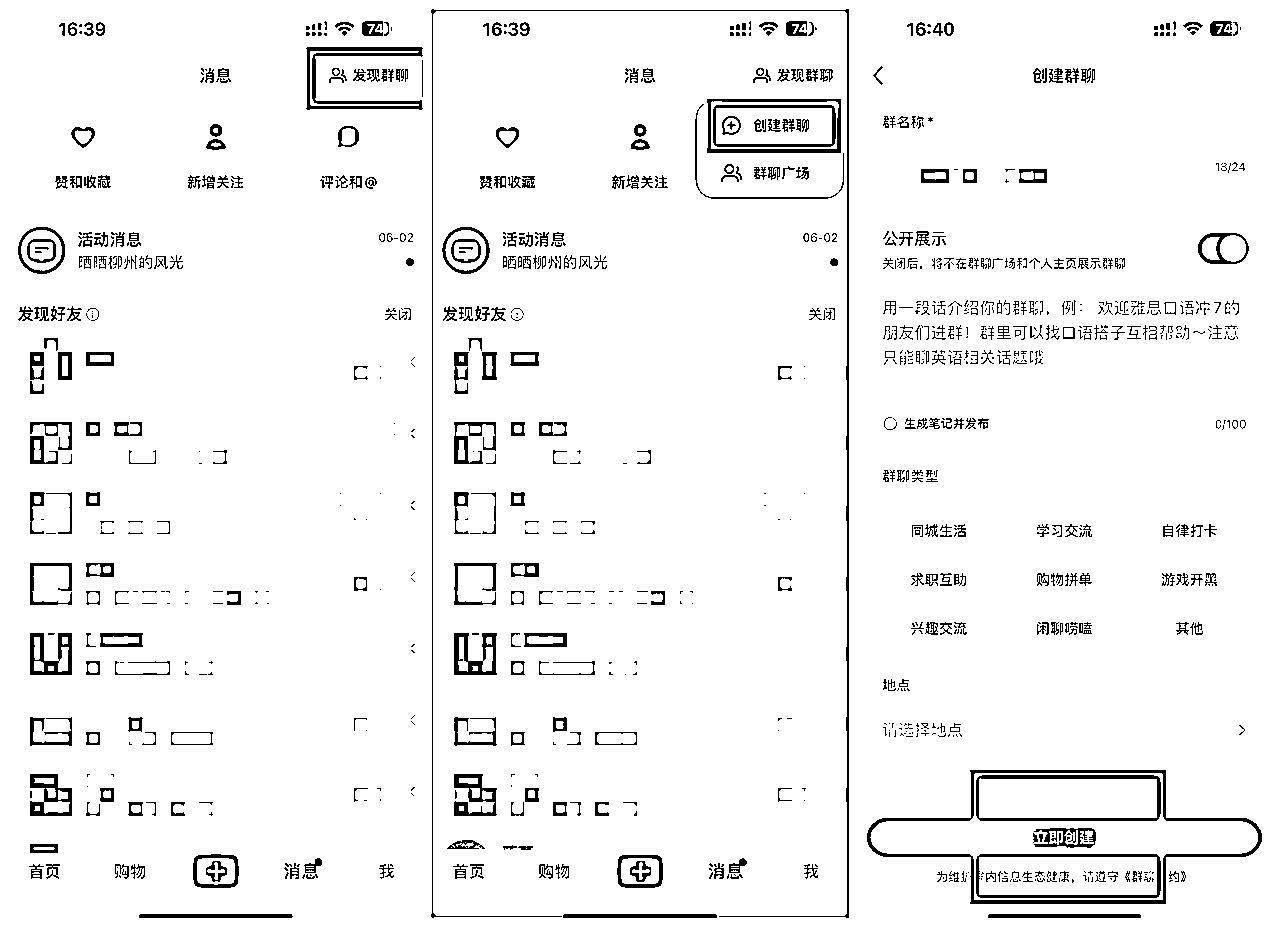 16:39
74
消息
发现群聊
赞和收藏
新增关注
评论和@
活动消息
06-02
晒晒柳州的风光
发现好友
关闭
首页
购物
消息
我
16:39
74
消息
发现群聊
创建群聊
群聊广场
赞和收藏
新增关注
活动消息
06-02
晒晒柳州的风光
发现好友
关闭
首页
购物
消息
我
16:40
74
创建群聊
群名称*
18/24
公开展示
关闭后，将不在群聊广场和个人主页展示群聊
用一段话介绍你的群聊，例： 欢迎雅思口语冲7的
朋友们进群！群里可以找口语搭子互相帮助～注意
只能聊英语相关话题哦
生成笔记并发布
0/100
群聊类型
同城生活 学习交流 自律打卡
求职互助 购物拼单 游戏开黑
兴趣交流 闲聊唠嗑 其他
地点
请选择地点
立即创建
为维护 内信息生态健康，请遵守《群聊 约》